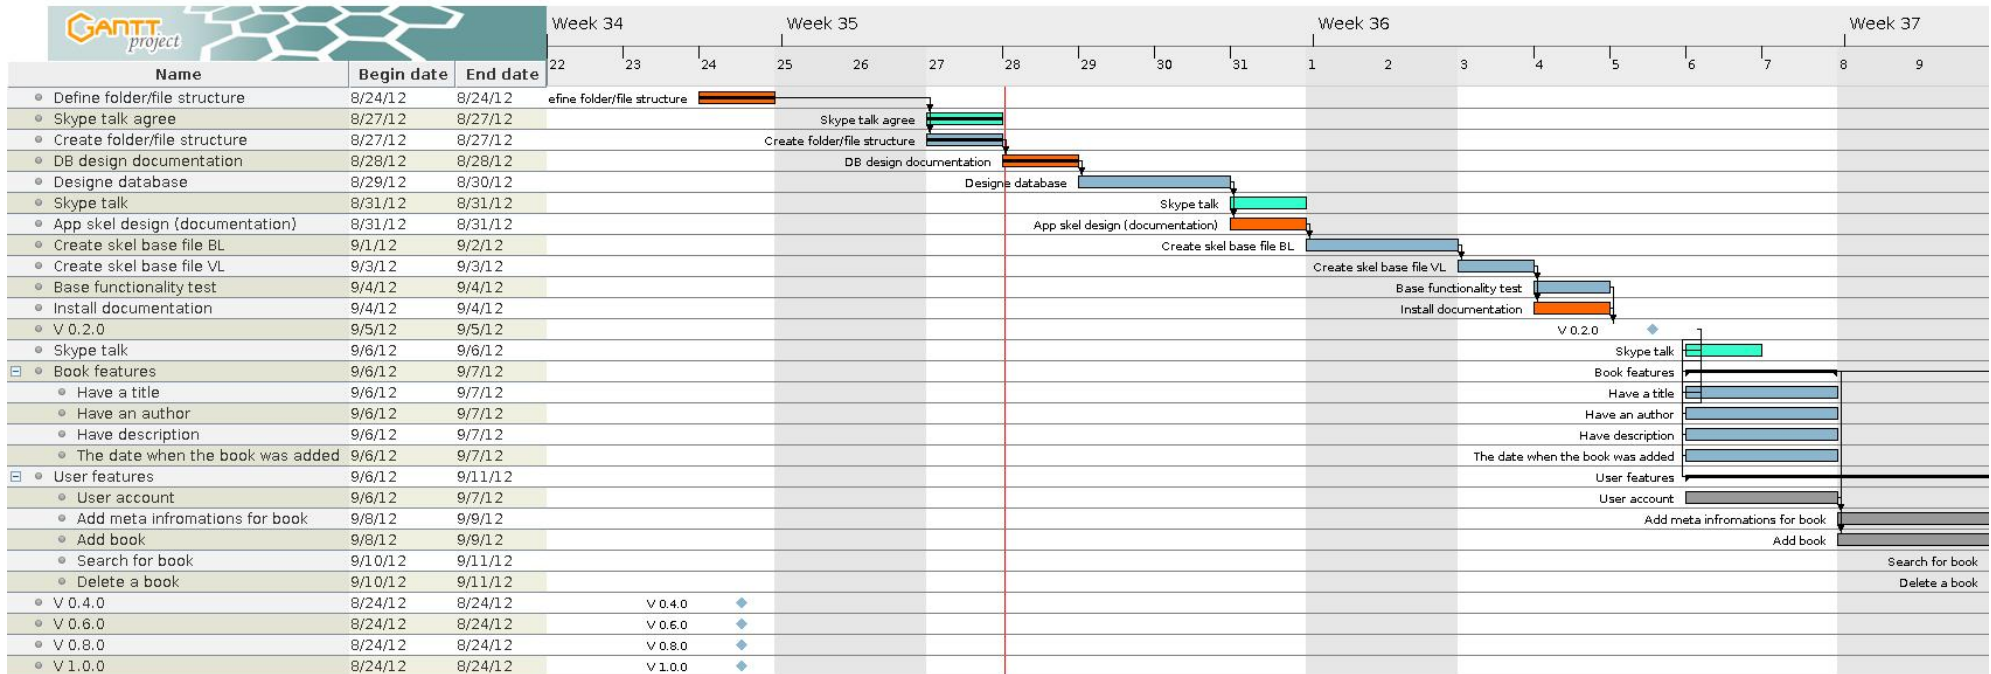 GANTT project
Week 34 Week 35 Week 36 Week 37
22 23 24 25 26 27 28 29 30 31 1 2 3 4 5 6 7 8 9
Name Begin date End date
Define folder/file structure 8/24/12 8/24/12 efine folder/file structure
Skype talk agree 8/27/12 8/27/12 Skype talk agree
Create folder/file structure 8/27/12 8/27/12 Create folder/file structure
DB design documentation 8/28/12 8/28/12 DB design documentation
Designe database 8/29/12 8/30/12 Designe database
Skype talk 8/31/12 8/31/12 Skype talk
App skel design (documentation) 8/31/12 8/31/12 App skel design (documentation)
Create skel base file BL 9/1/12 9/2/12 Create skel base file BL
Create skel base file VL 9/3/12 9/3/12 Create skel base file VL
Base functionality test 9/4/12 9/4/12 Base functionality test
Install documentation 9/4/12 9/4/12 Install documentation
V 0.2.0 9/5/12 9/5/12 V 0.2.0
Skype talk 9/6/12 9/6/12 Skype talk
Book features 9/6/12 9/7/12 Book features
Have a title 9/6/12 9/7/12 Have a title
Have an author 9/6/12 9/7/12 Have an author
Have description 9/6/12 9/7/12 Have description
The date when the book was added 9/6/12 9/7/12 The date when the book was added
User features 9/6/12 9/11/12 User features
User account 9/6/12 9/7/12 User account
Add meta infromations for book 9/8/12 9/9/12 Add meta infromations for book
Add book 9/8/12 9/9/12 Add book
Search for book 9/10/12 9/11/12 Search for book
Delete a book 9/10/12 9/11/12 Delete a book
V 0.4.0 8/24/12 8/24/12 V 0.4.0
V 0.6.0 8/24/12 8/24/12 V 0.6.0
V 0.8.0 8/24/12 8/24/12 V 0.8.0
V 1.0.0 8/24/12 8/24/12 V 1.0.0